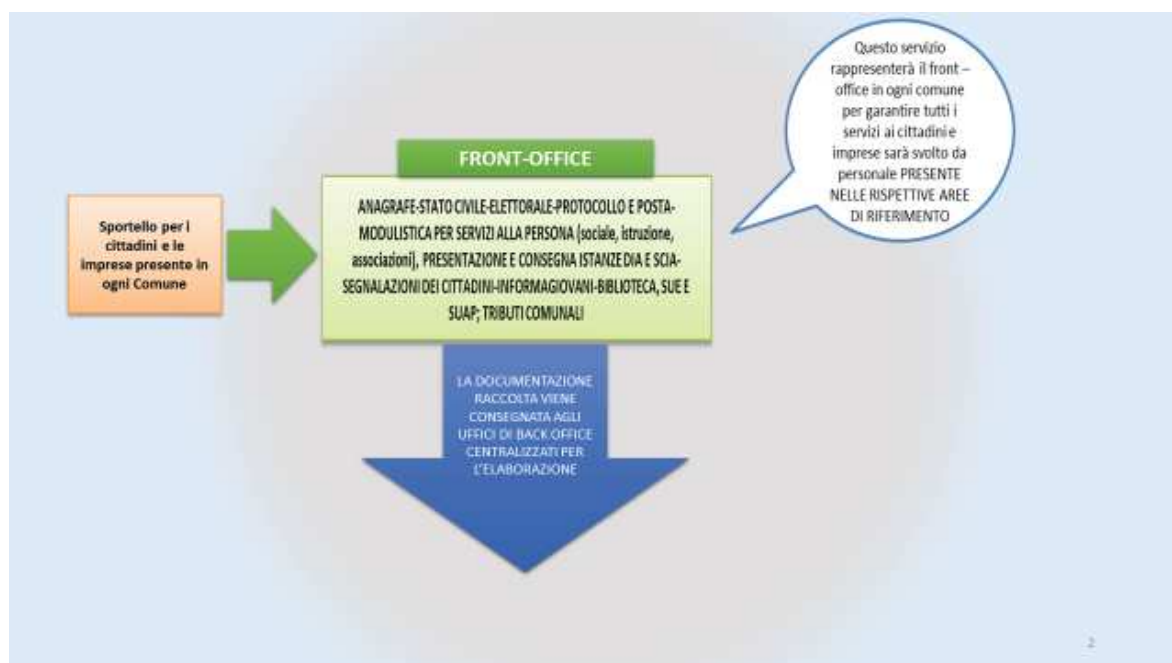 Questo servizio
rappresenterà il front –
office in ogni comune
per garantire tutti i
servizi ai cittadini e
imprese sarà svolto da
personale PRESENTE
NELLE RISPETTIVE AREE
DI RIFERIMENTO
FRONT-OFFICE
Sportello per i
cittadini e le
imprese presente in
ogni Comune
ANAGRAFE-STATO CIVILE-ELETTORALE-PROTOCOLLO E POSTA-
MODULISTICA PER SERVIZI ALLA PERSONA (sociale, istruzione,
associazioni), PRESENTAZIONE E CONSEGNA ISTANZE DIA E SCIA-
SEGNALAZIONI DEI CITTADINI-INFORMAGIOVANI-BIBLIOTECA, SUE E
SUAP; TRIBUTI COMUNALI
LA DOCUMENTAZIONE
RACCOLTA VIENE
CONSEGNATA AGLI
UFFICI DI BACK OFFICE
CENTRALIZZATI PER
L'ELABORAZIONE
2